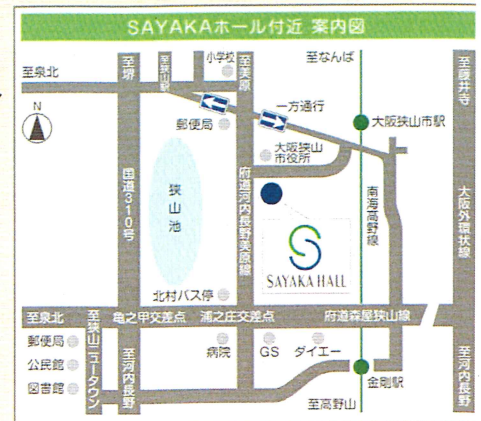 SAYAKAホール付近 案内図
至泉北
至堺
至狭山駅
小学校
至美原
至なんば
至藤井寺
N
一方通行
郵便局
大阪狭山市駅
大阪狭山
市役所
国道310号
狭山池
府道河内長野美原線
南海高野線
大阪外環状線
SAYAKA HALL
北村バス停
至泉北
至狭山ニュータウン
亀之甲交差点
浦之庄交差点
府道森屋狭山線
郵便局
公民館
図書館
至河内長野
病院
GS
ダイエー
金剛駅
至高野山
至河内長野